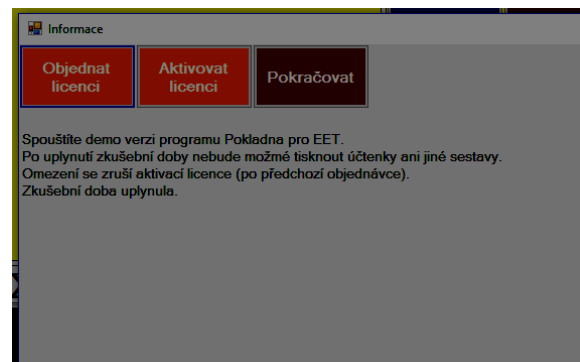 Informace
Objednat
licenci
Aktivovat
licenci
Pokračovat
Spouštíte demo verzi programu Pokladna pro EET.
Po uplynutí zkušební doby nebude možmé tisknout účtenky ani jiné sestavy.
Omezení se zruší aktivací licence (po předchozí objednávce).
Zkušební doba uplynula.